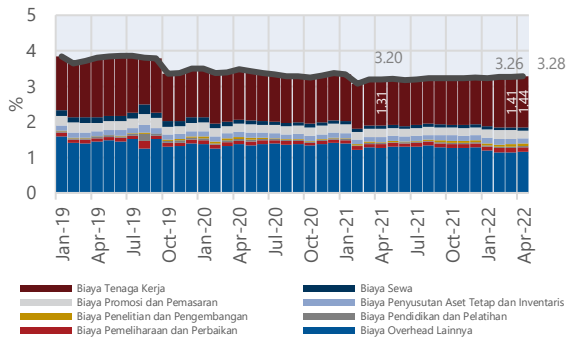 5
4
3
2
1
0
%
3.20
3.26
3.28
1.31
1.41
1.44
Jan-19
Apr-19
Jul-19
Oct-19
Jan-20
Apr-20
Jul-20
Oct-20
Jan-21
Apr-21
Jul-21
Oct-21
Jan-22
Apr-22
Biaya Tenaga Kerja
Biaya Sewa
Biaya Promosi dan Pemasaran
Biaya Penyusutan Aset Tetap dan Inventaris
Biaya Penelitian dan Pengembangan
Biaya Pendidikan dan Pelatihan
Biaya Pemeliharaan dan Perbaikan
Biaya Overhead Lainnya